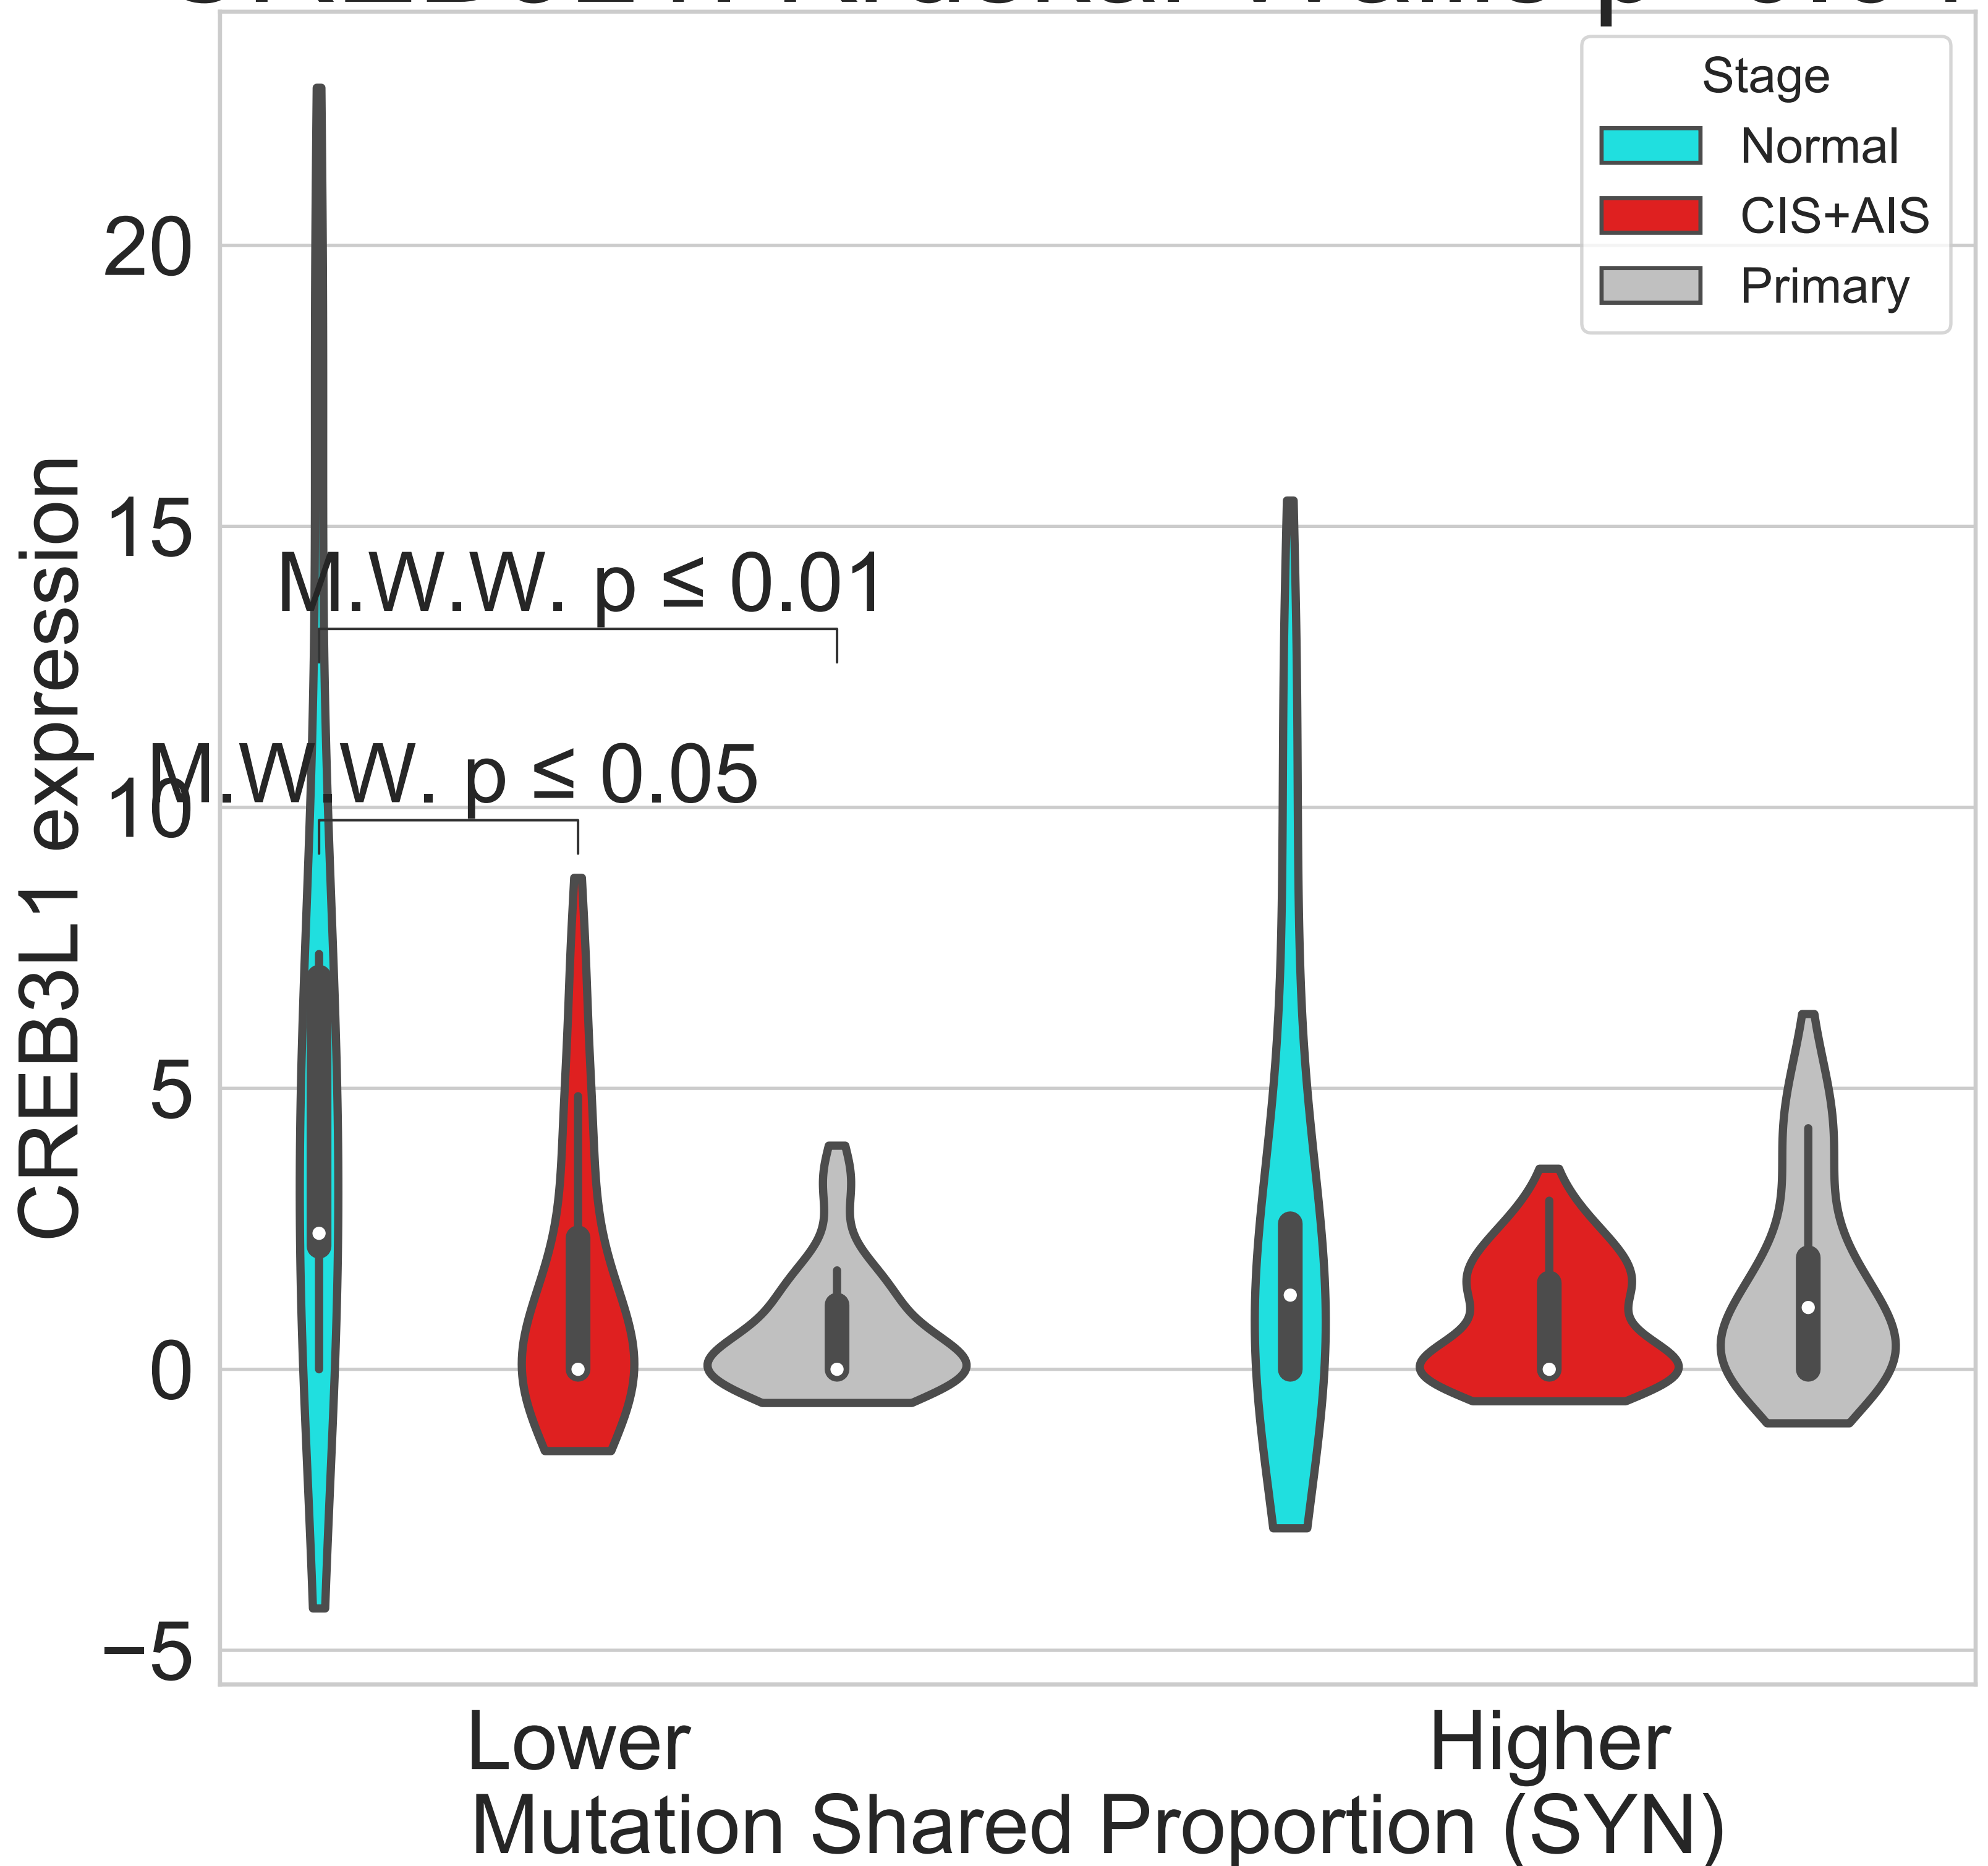 Stage
Normal
CIS+AIS
Primary
CREB3L1 expression
20
15
10
5
0
−5
M.W.W. p ≤ 0.01
M.W.W. p ≤ 0.05
Lower
Higher
Mutation Shared Proportion (SYN)